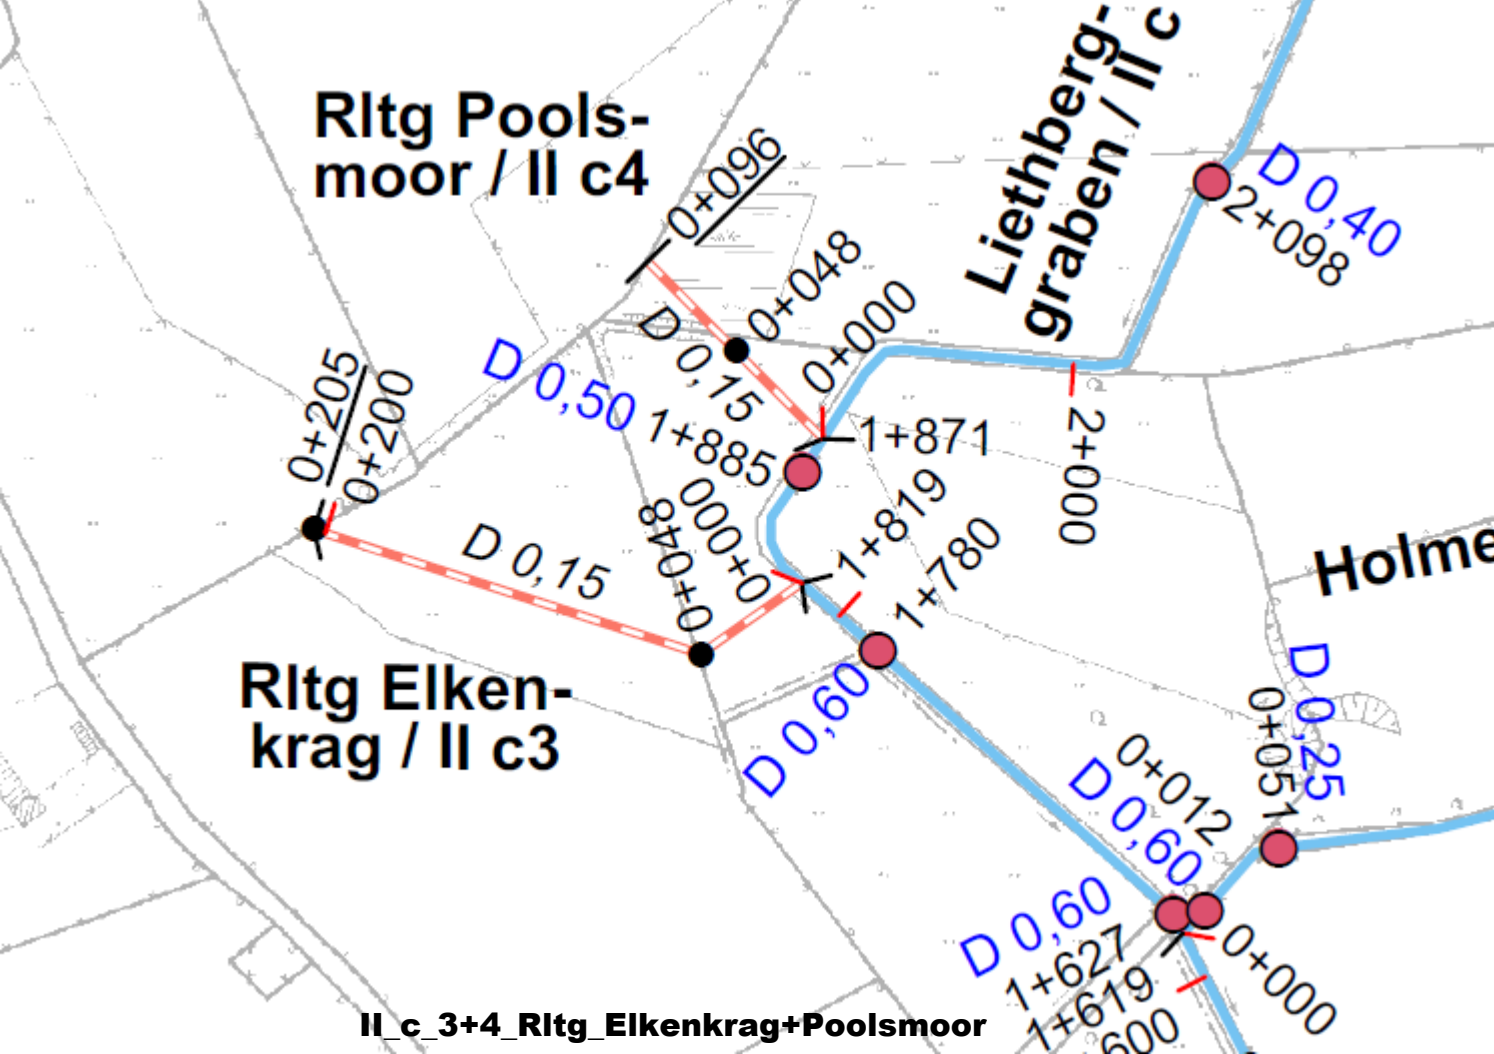 Rltg Pools-
moor / II c4
0+096
0+048
0+000
Liethberg-
graben / II c
D 0,40
2+098
D 0,15
D 0,50
1+885
1+871
2+000
0+205
0+200
D 0,15
0+048
0+000
1+819
1+780
Holme
Rltg Elken-
krag / II c3
D 0,60
D 0,25
0+051
0+012
D 0,60
D 0,60
1+627
1+619
600
0+000
II_c_3+4_Rltg_Elkenkrag+Poolsmoor